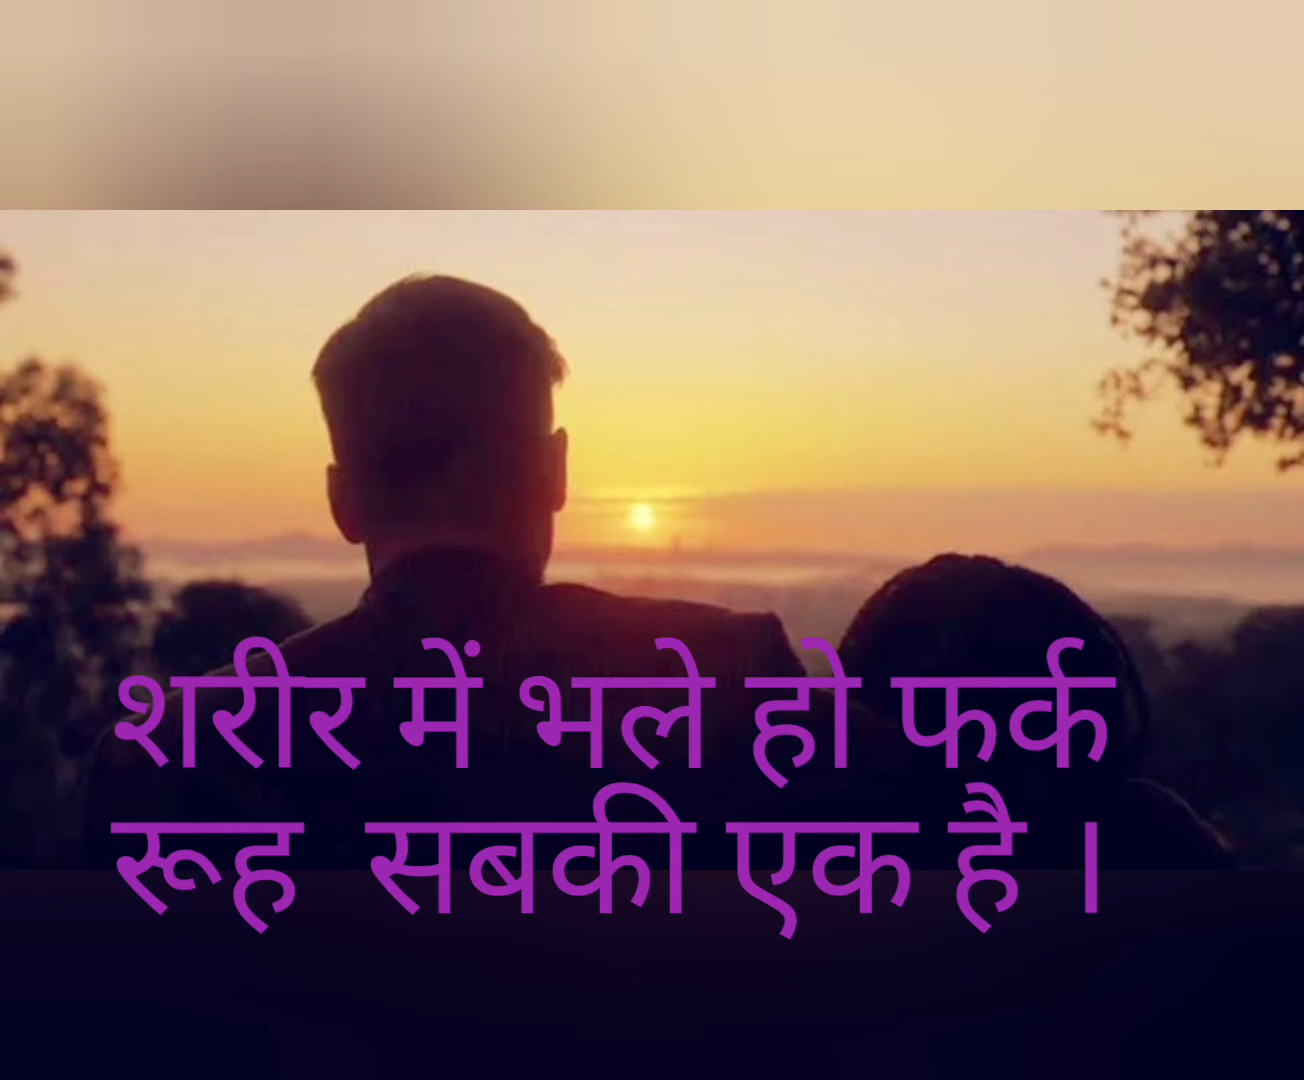 शरीर में भले हो फर्क
रूह  सबकी एक है ।